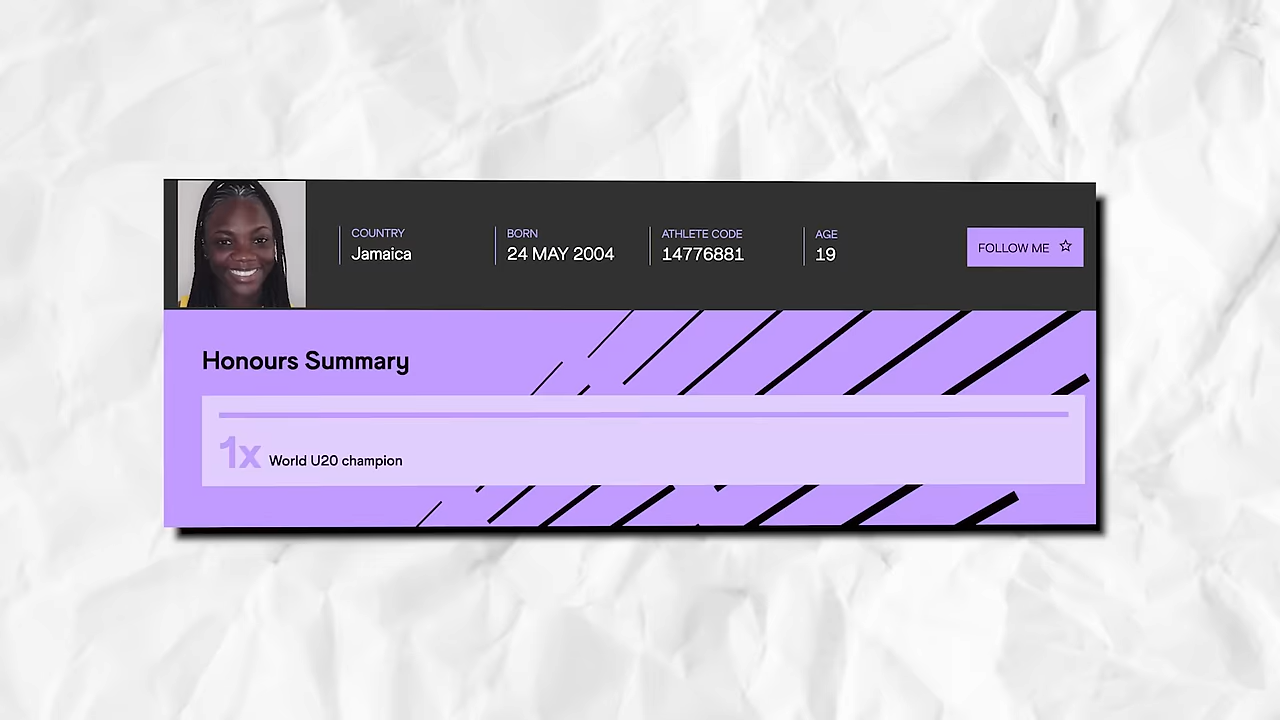 COUNTRY
Jamaica
BORN
24 MAY 2004
ATHLETE CODE
14776881
AGE
19
FOLLOW ME
Honours Summary
1x World U20 champion